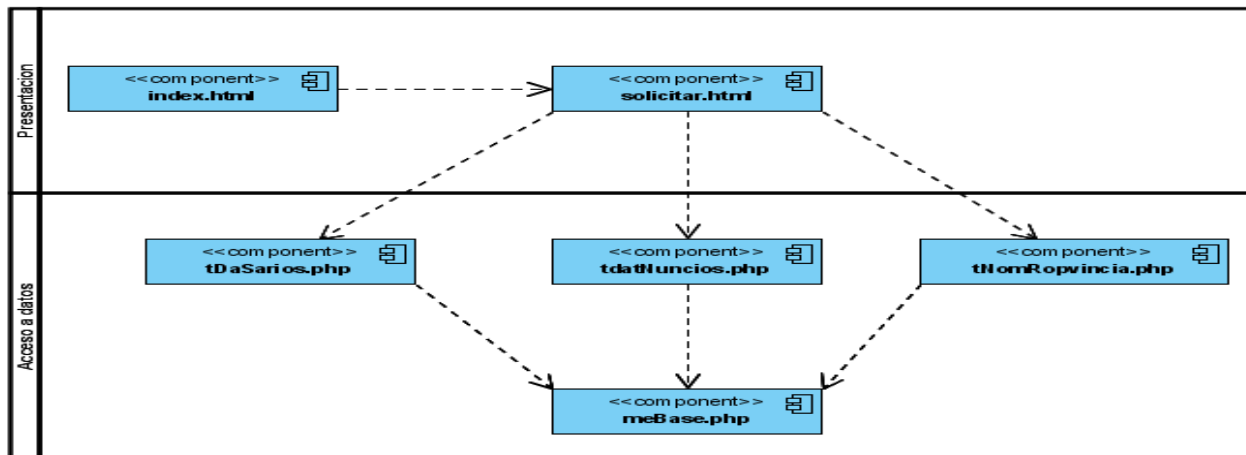 Presentacion
<<component>>
index.html
<<component>>
solicitar.html
Acceso a datos
<<component>>
tDaSarios.php
<<component>>
tdatNuncios.php
<<component>>
tNomRopvincia.php
<<component>>
meBase.php